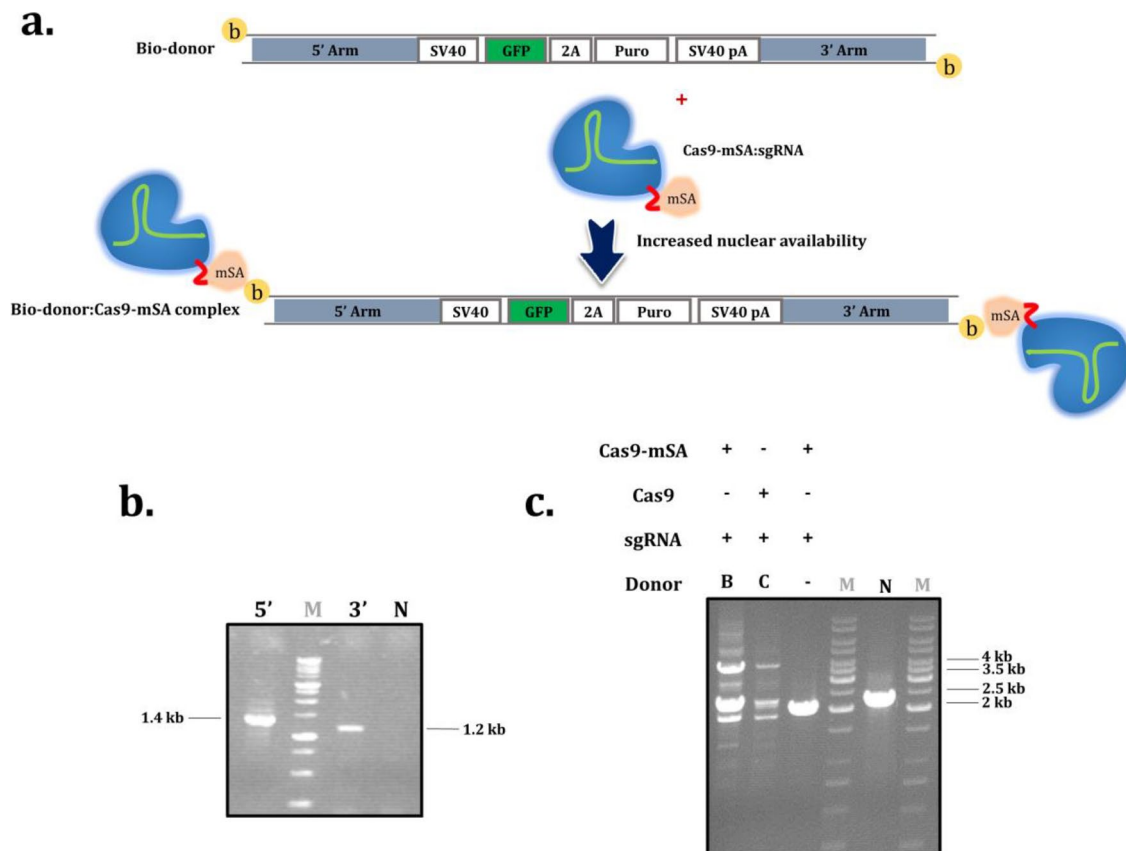 a.
b
Bio-donor
5' Arm SV40 GFP 2A Puro SV40 pA 3' Arm
b
+
Cas9-mSA:sgRNA
mSA
Increased nuclear availability
mSA
b
Bio-donor:Cas9-mSA complex
5' Arm SV40 GFP 2A Puro SV40 pA 3' Arm
b mSA
b.
5' M 3' N
1.4 kb
1.2 kb
c.
Cas9-mSA + - +
Cas9 - + -
sgRNA + + +
Donor B C - M N M
4 kb
3.5 kb
2.5 kb
2 kb